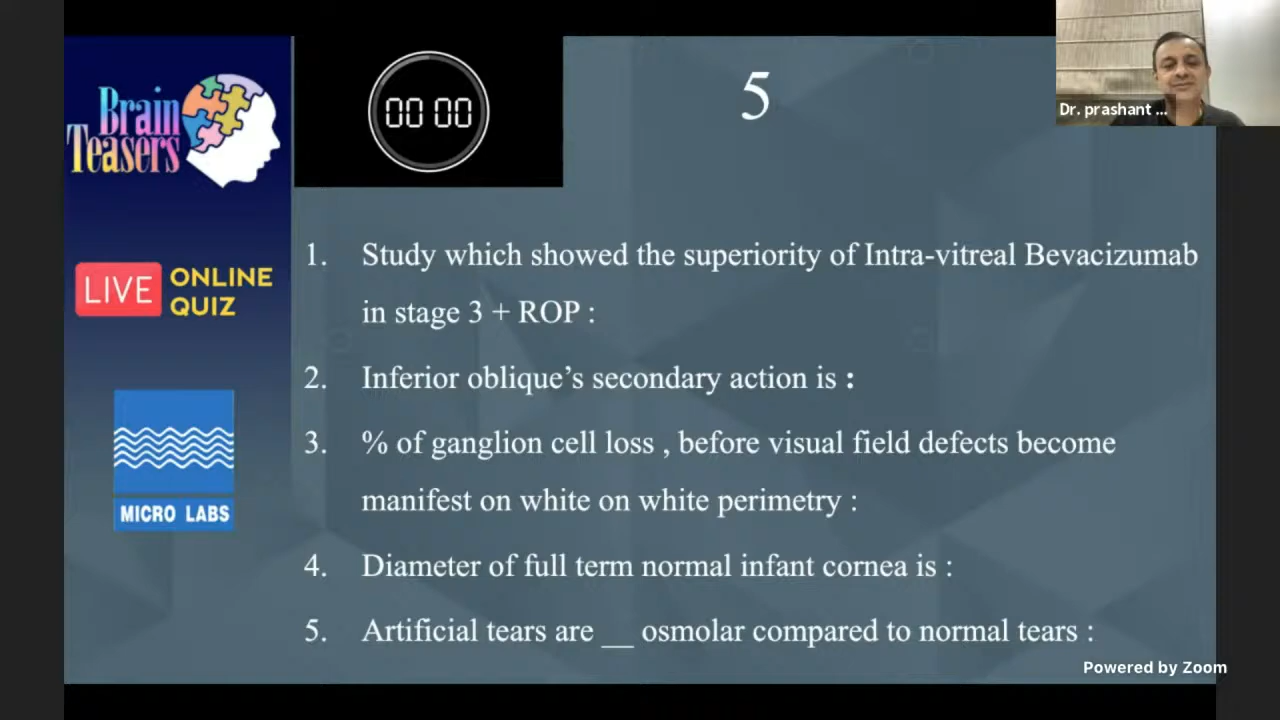 Brain
Teasers
00 00
5
Dr. prashant ...
LIVE
ONLINE
QUIZ
MICRO LABS
1. Study which showed the superiority of Intra-vitreal Bevacizumab
in stage 3 + ROP :
2. Inferior oblique’s secondary action is :
3. % of ganglion cell loss , before visual field defects become
manifest on white on white perimetry :
4. Diameter of full term normal infant cornea is :
5. Artificial tears are __ osmolar compared to normal tears :
Powered by Zoom